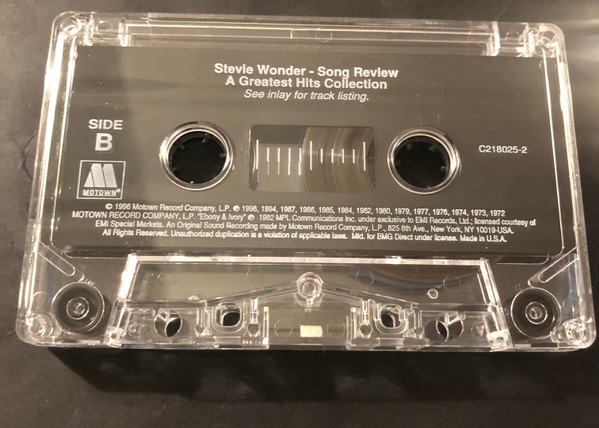 Stevie Wonder - Song Review
A Greatest Hits Collection
See inlay for track listing.
SIDE
B
C218025-2
MOTOWN®
© 1996 Motown Record Company, L.P. ℗ 1996, 1994, 1987, 1986, 1985, 1984, 1982, 1980, 1979, 1977, 1976, 1974, 1973, 1972
MOTOWN RECORD COMPANY, L.P. "Ebony & Ivory" ℗ 1982 MPL Communications Inc. under exclusive to EMI Records, Ltd.; licensed courtesy of
EMI Special Markets. An Original Sound Recording made by Motown Record Company, L.P., 825 8th Ave., New York, NY 10019-USA.
All Rights Reserved. Unauthorized duplication is a violation of applicable laws. Mfd. for BMG Direct under license. Made in U.S.A.